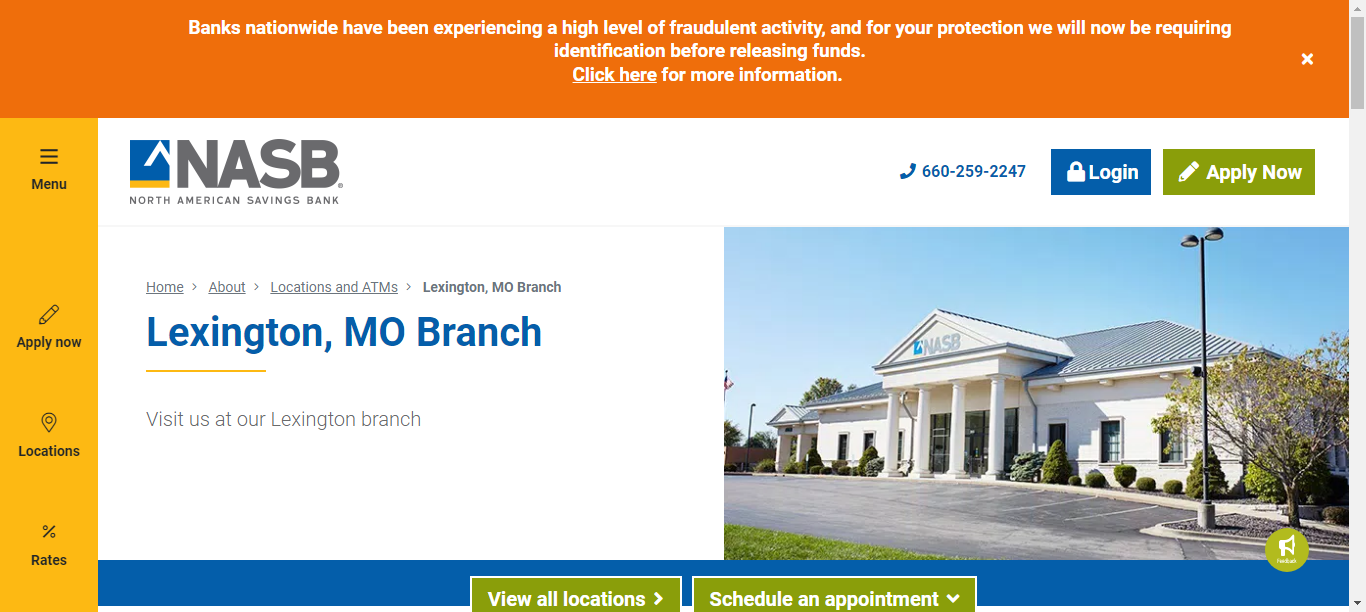 Banks nationwide have been experiencing a high level of fraudulent activity, and for your protection we will now be requiring
identification before releasing funds.
Click here for more information.
×
Menu
Apply now
Locations
Rates
NASB
NORTH AMERICAN SAVINGS BANK
660-259-2247
Login
Apply Now
Home > About > Locations and ATMs > Lexington, MO Branch
Lexington, MO Branch
Visit us at our Lexington branch
NASB
Feedback
View all locations
Schedule an appointment